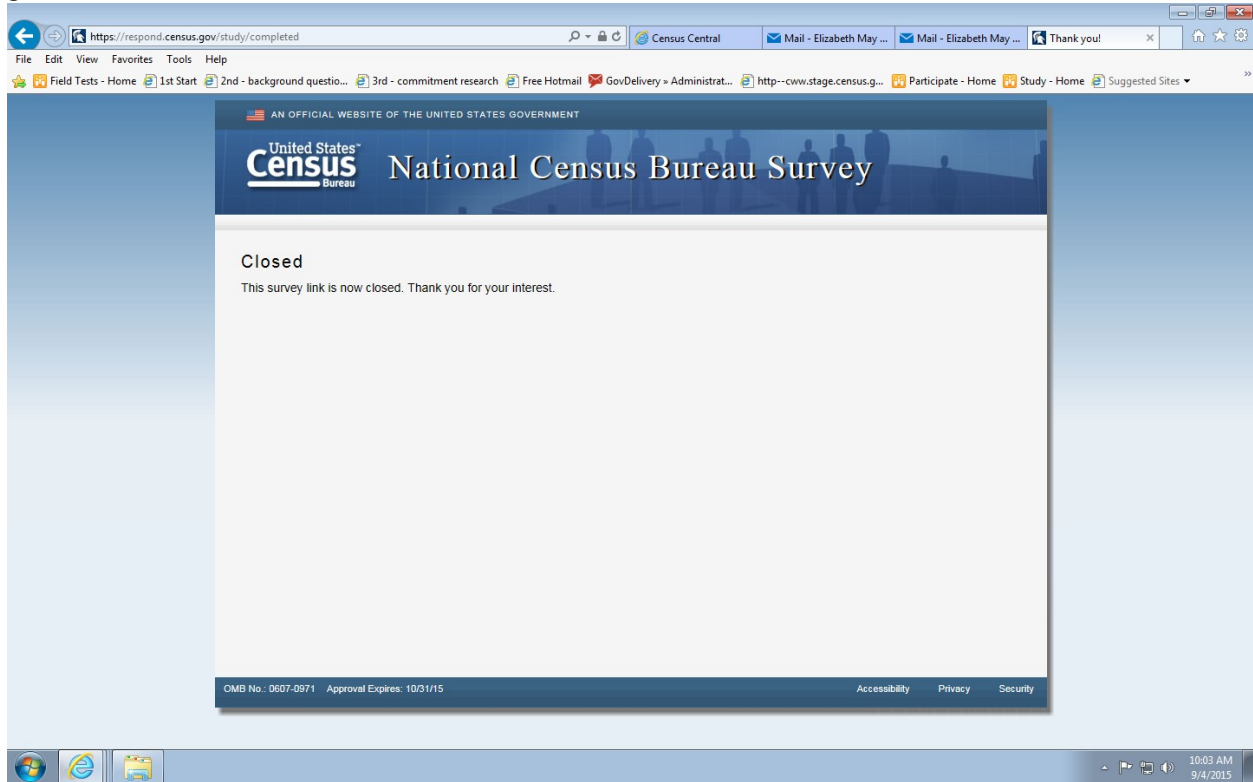 https://respond.census.gov/study/completed
Census Central
Mail - Elizabeth May ...
Mail - Elizabeth May ...
Thank you!
File Edit View Favorites Tools Help
Field Tests - Home 1st Start 2nd - background questio... 3rd - commitment research Free Hotmail GovDelivery » Administrat... http--cww.stage.census.g... Participate - Home Study - Home Suggested Sites
AN OFFICIAL WEBSITE OF THE UNITED STATES GOVERNMENT
United States™
Census
Bureau
National Census Bureau Survey
Closed
This survey link is now closed. Thank you for your interest.
OMB No.: 0607-0971 Approval Expires: 10/31/15 Accessibility Privacy Security
10:03 AM
9/4/2015